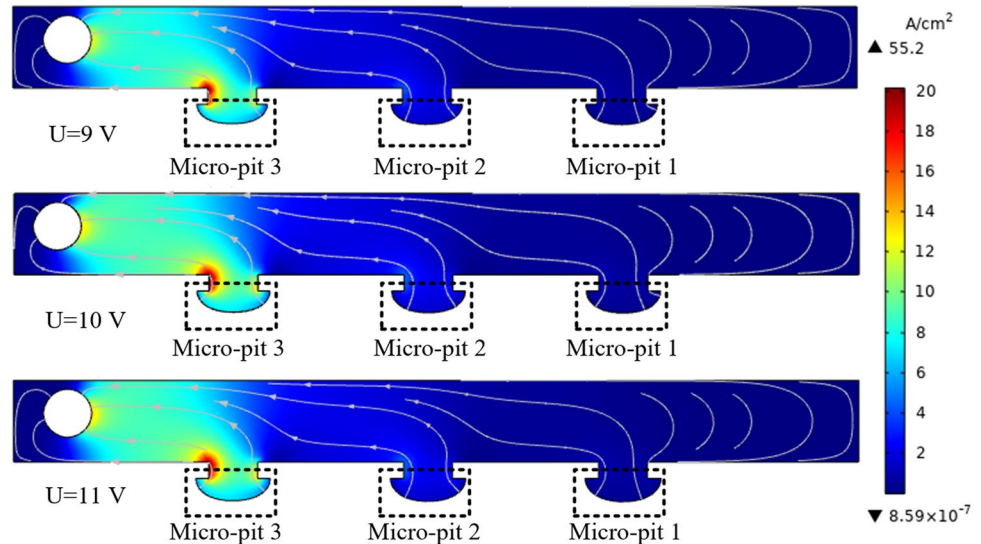 A/cm²
▲ 55.2
U=9 V
Micro-pit 3
Micro-pit 2
Micro-pit 1
U=10 V
Micro-pit 3
Micro-pit 2
Micro-pit 1
U=11 V
Micro-pit 3
Micro-pit 2
Micro-pit 1
20
18
16
14
12
10
8
6
4
2
▼ 8.59×10⁻⁷